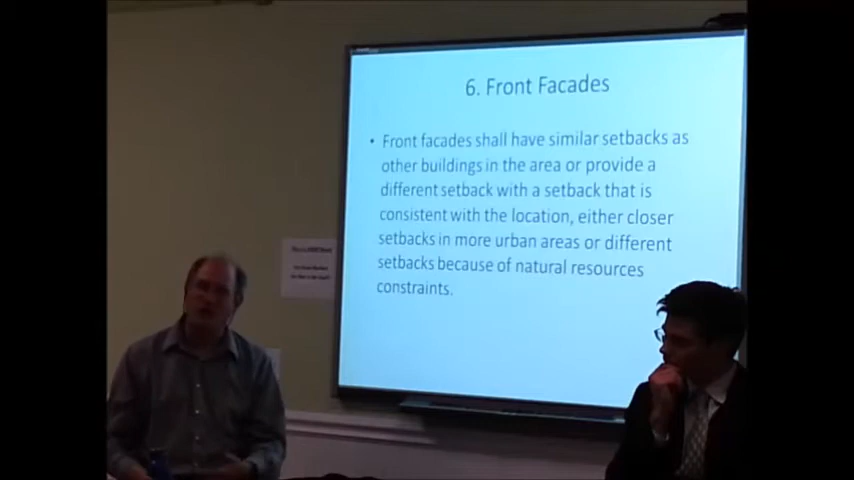 6. Front Facades
• Front facades shall have similar setbacks as
other buildings in the area or provide a
different setback with a setback that is
consistent with the location, either closer
setbacks in more urban areas or different
setbacks because of natural resources
constraints.